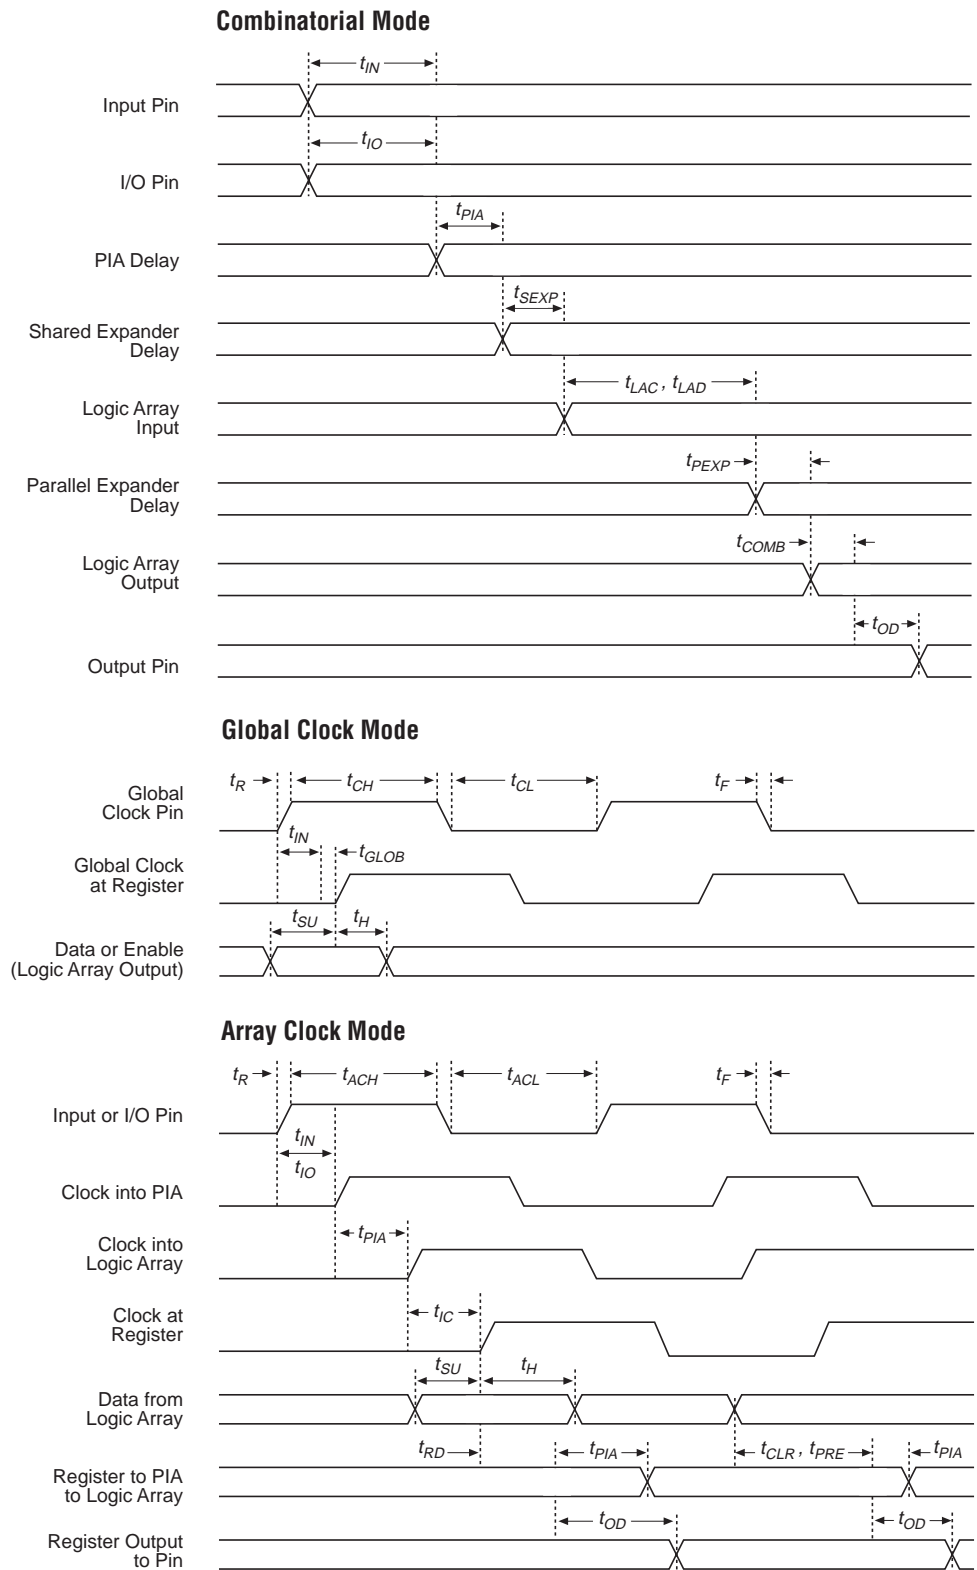 Combinatorial Mode
tIN
Input Pin
tIO
I/O Pin
tPIA
PIA Delay
tSEXP
Shared Expander
Delay
tLAC , tLAD
Logic Array
Input
tPEXP
Parallel Expander
Delay
tCOMB
Logic Array
Output
tOD
Output Pin
Global Clock Mode
tR tCH tCL tF
Global
Clock Pin
tIN
tGLOB
Global Clock
at Register
tSU tH
Data or Enable
(Logic Array Output)
Array Clock Mode
tR tACH tACL tF
Input or I/O Pin
tIN
tIO
Clock into PIA
tPIA
Clock into
Logic Array
tIC
Clock at
Register
tSU tH
Data from
Logic Array
tRD tPIA tCLR , tPRE tPIA
Register to PIA
to Logic Array
tOD tOD
Register Output
to Pin